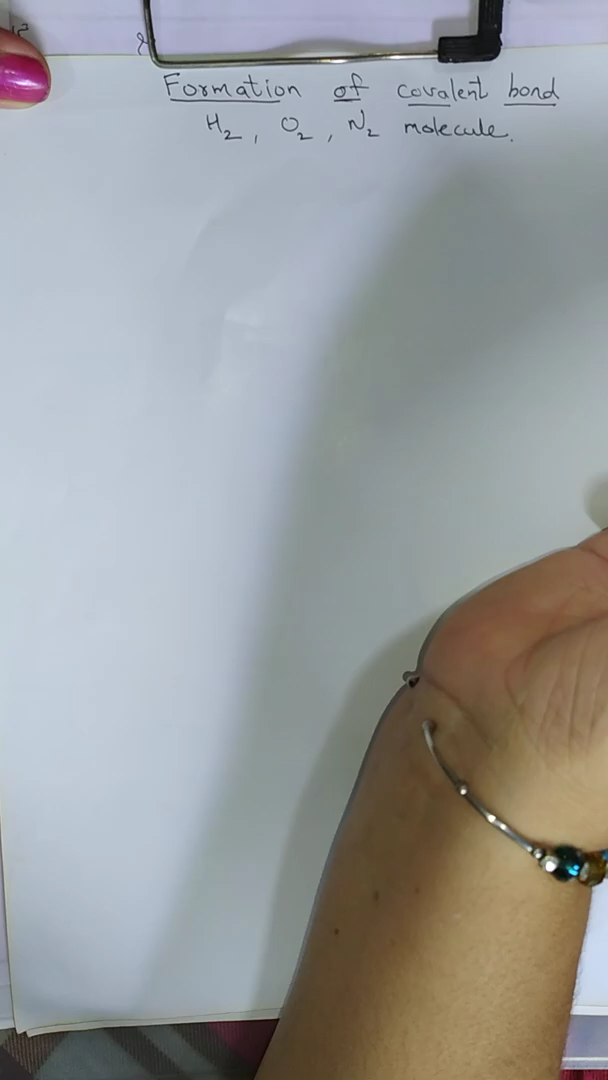 Formation of covalent bond
H₂, O₂, N₂ molecule.